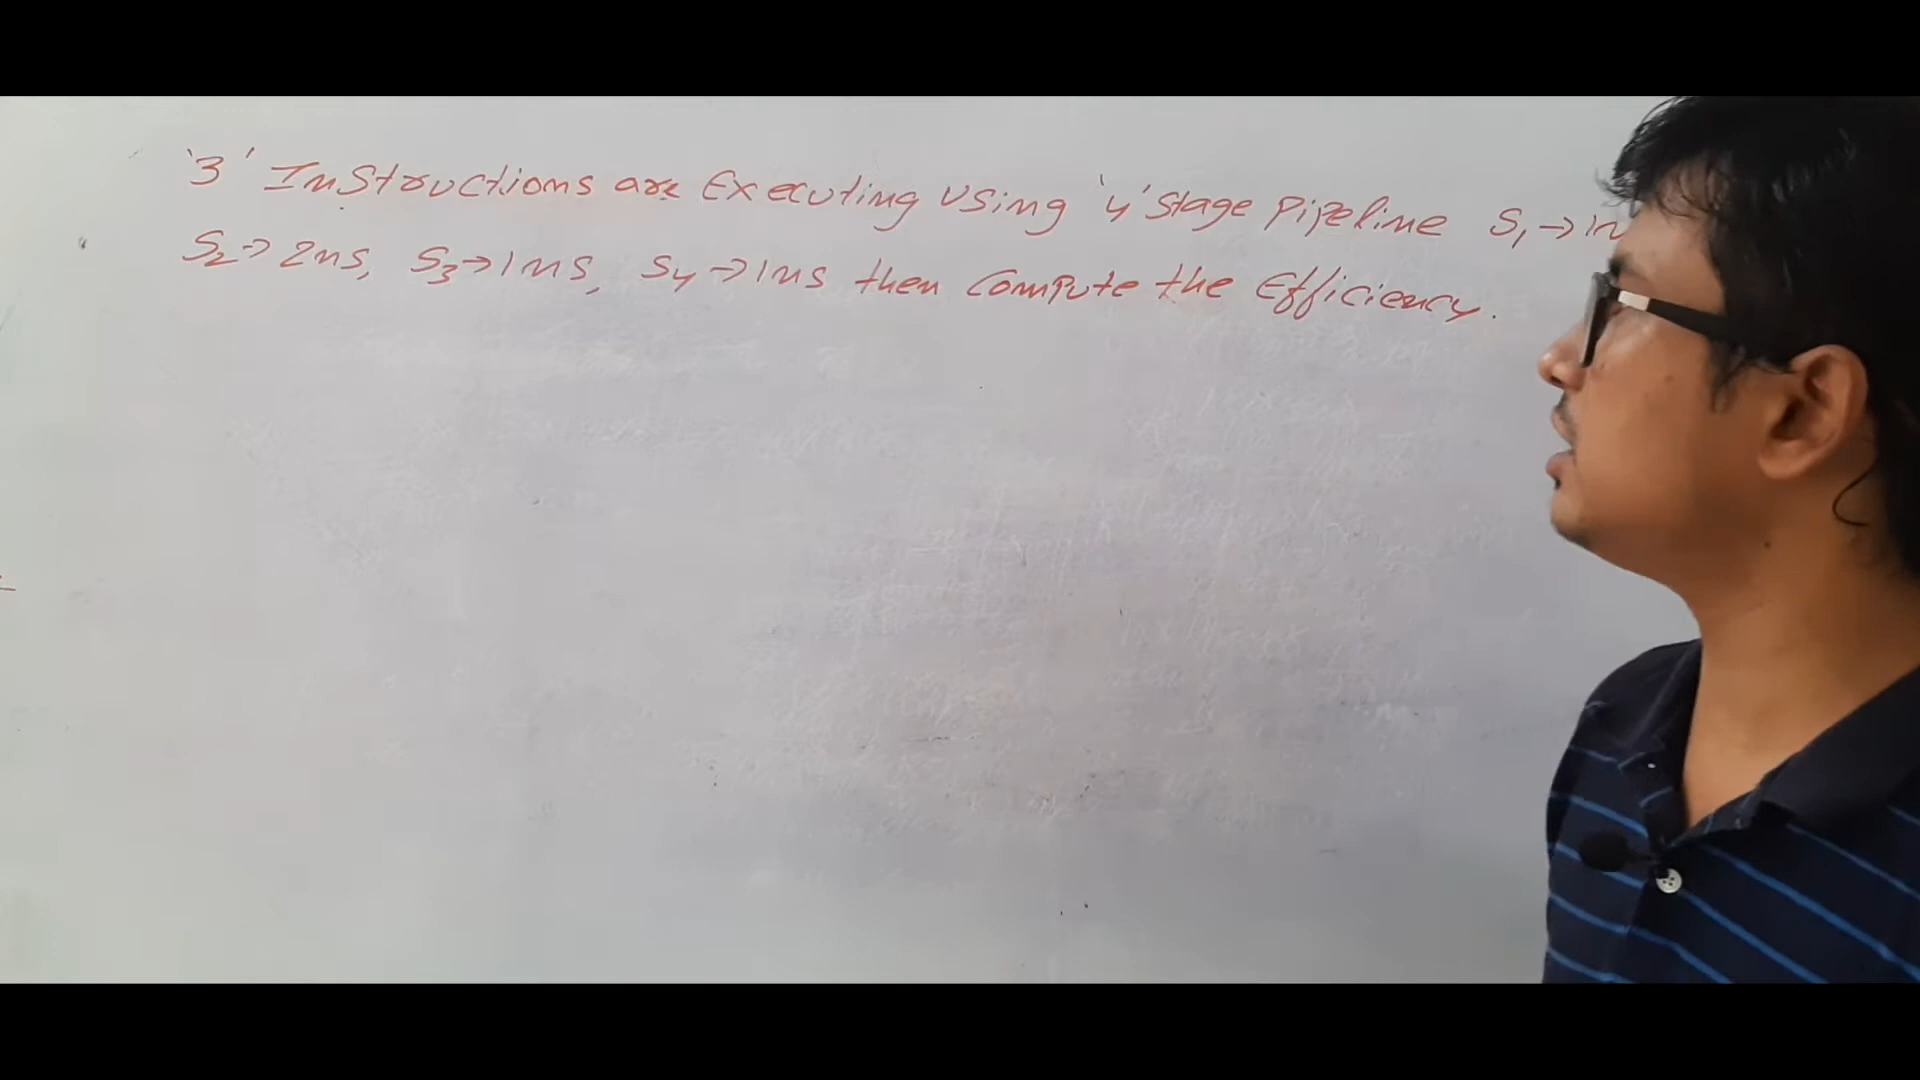 '3' Instructions are Executing using '4' stage Pipeline S1→1n
S2→2ns, S3→1ns, S4→1ns then Compute the Efficiency.